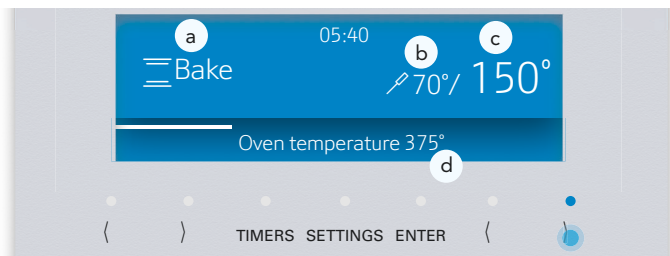 a
05:40
b
c
Bake
70°/ 150°
Oven temperature 375°
d
TIMERS SETTINGS ENTER